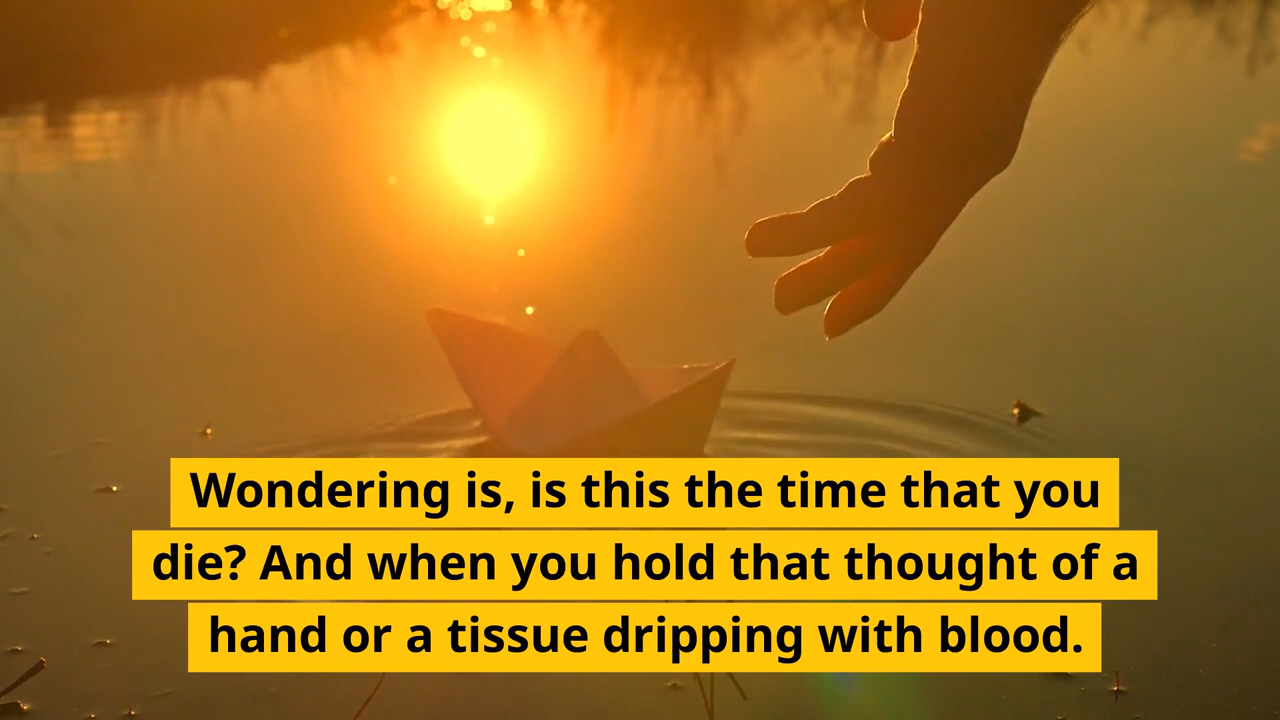 Wondering is, is this the time that you
die? And when you hold that thought of a
hand or a tissue dripping with blood.